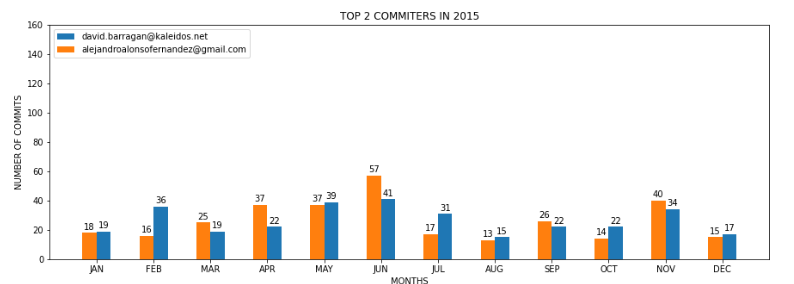 TOP 2 COMMITERS IN 2015
david.barragan@kaleidos.net
alejandroalonsofernandez@gmail.com
NUMBER OF COMMITS
160
140
120
100
80
60
40
20
0
18 19 16 36 25 19 37 22 37 39 57 41 17 31 13 15 26 22 14 22 40 34 15 17
JAN FEB MAR APR MAY JUN JUL AUG SEP OCT NOV DEC
MONTHS